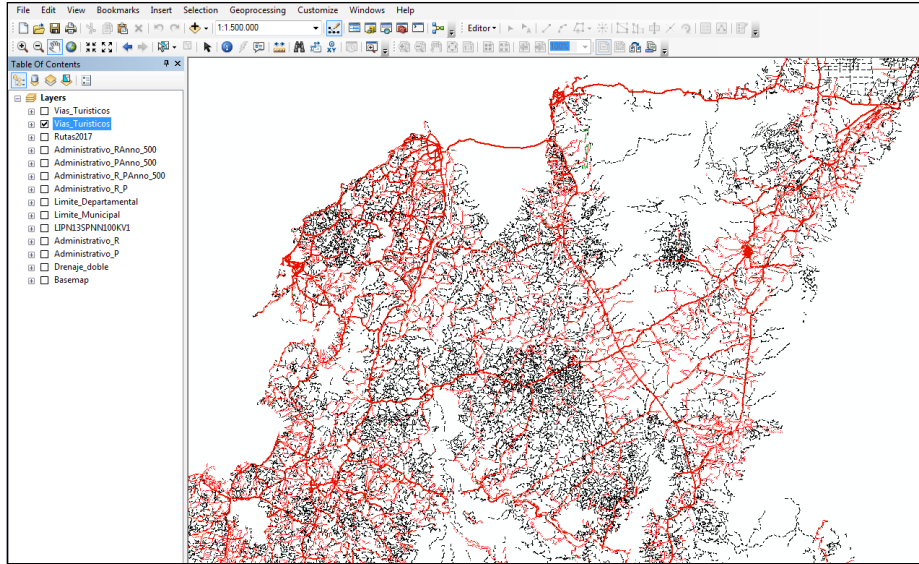 File Edit View Bookmarks Insert Selection Geoprocessing Customize Windows Help
1:1.500.000 Editor
100%
Table Of Contents
Layers
Vias_Turisticos
Vias_Turisticos
Rutas2017
Administrativo_RAnno_500
Administrativo_PAnno_500
Administrativo_R_PAnno_500
Administrativo_R_P
Limite_Departamental
Limite_Municipal
LIPN13SPNN100KV1
Administrativo_R
Administrativo_P
Drenaje_doble
Basemap